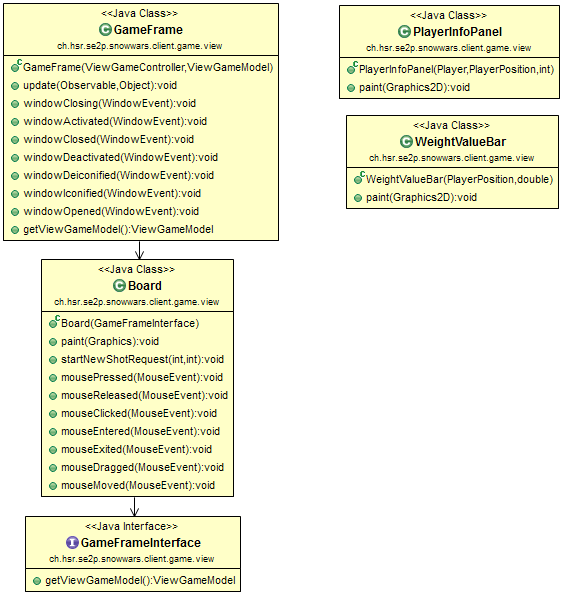 <<Java Class>>
GameFrame
ch.hsr.se2p.snowwars.client.game.view
GameFrame(ViewGameController,ViewGameModel)
update(Observable,Object):void
windowClosing(WindowEvent):void
windowActivated(WindowEvent):void
windowClosed(WindowEvent):void
windowDeactivated(WindowEvent):void
windowDeiconified(WindowEvent):void
windowIconified(WindowEvent):void
windowOpened(WindowEvent):void
getViewGameModel():ViewGameModel
<<Java Class>>
PlayerInfoPanel
ch.hsr.se2p.snowwars.client.game.view
PlayerInfoPanel(Player,PlayerPosition,int)
paint(Graphics2D):void
<<Java Class>>
WeightValueBar
ch.hsr.se2p.snowwars.client.game.view
WeightValueBar(PlayerPosition,double)
paint(Graphics2D):void
<<Java Class>>
Board
ch.hsr.se2p.snowwars.client.game.view
Board(GameFrameInterface)
paint(Graphics):void
startNewShotRequest(int,int):void
mousePressed(MouseEvent):void
mouseReleased(MouseEvent):void
mouseClicked(MouseEvent):void
mouseEntered(MouseEvent):void
mouseExited(MouseEvent):void
mouseDragged(MouseEvent):void
mouseMoved(MouseEvent):void
<<Java Interface>>
GameFrameInterface
ch.hsr.se2p.snowwars.client.game.view
getViewGameModel():ViewGameModel